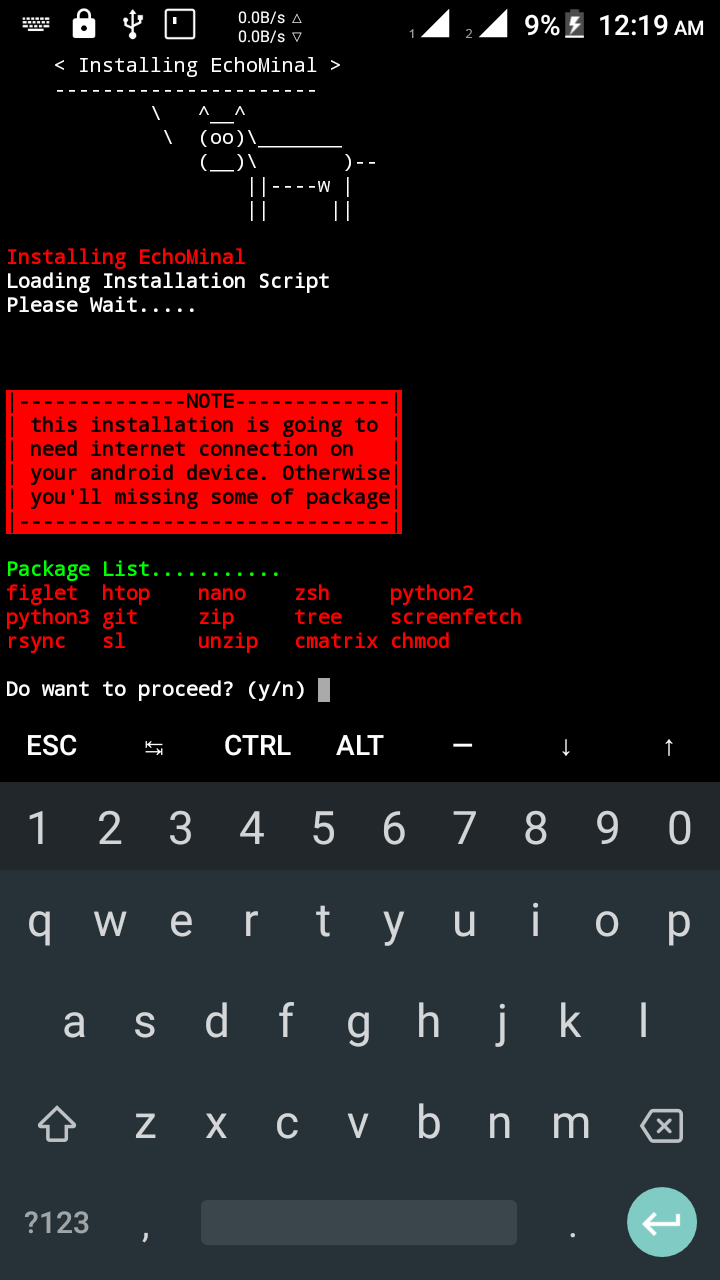 0.0B/s △
0.0B/s ▽
1 2 9% 12:19 AM
< Installing EchoMinal >
----------------------
\   ^__^
\  (oo)\_______
(__)\       )--
||----w |
||     ||
Installing EchoMinal
Loading Installation Script
Please Wait.....
|--------------NOTE-------------|
| this installation is going to |
| need internet connection on   |
| your android device. Otherwise|
| you'll missing some of package|
|-------------------------------|
Package List...........
figlet  htop    nano    zsh     python2
python3 git     zip     tree    screenfetch
rsync   sl      unzip   cmatrix chmod
Do want to proceed? (y/n)
ESC ↹ CTRL ALT — ↓ ↑
1 2 3 4 5 6 7 8 9 0
q w e r t y u i o p
a s d f g h j k l
z x c v b n m
?123 , .